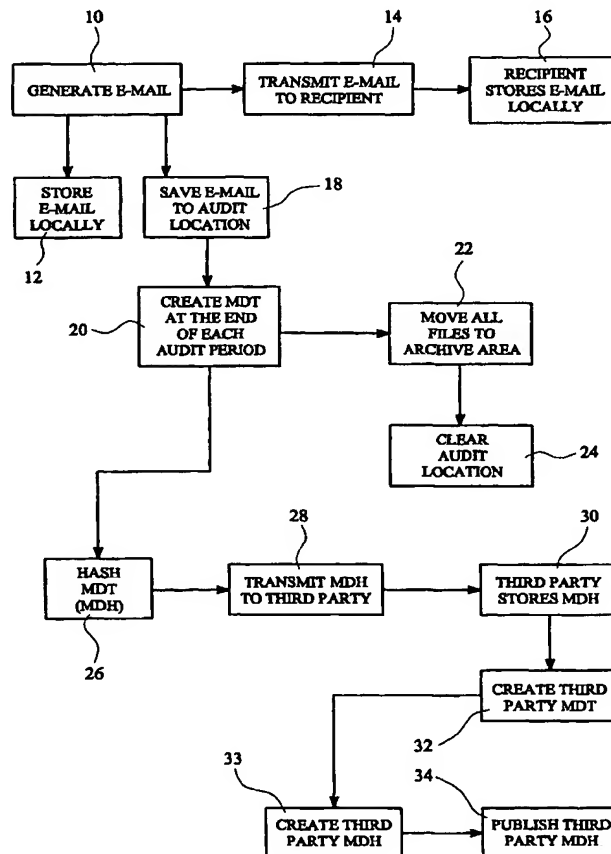 10
14
16
GENERATE E-MAIL
TRANSMIT E-MAIL
TO RECIPIENT
RECIPIENT
STORES E-MAIL
LOCALLY
STORE
E-MAIL
LOCALLY
12
SAVE E-MAIL
TO AUDIT
LOCATION
18
20
CREATE MDT
AT THE END
OF EACH
AUDIT PERIOD
22
MOVE ALL
FILES TO
ARCHIVE AREA
CLEAR
AUDIT
LOCATION
24
HASH
MDT
(MDH)
26
28
TRANSMIT MDH
TO THIRD PARTY
30
THIRD PARTY
STORES MDH
CREATE THIRD
PARTY MDT
32
33
CREATE THIRD
PARTY MDH
34
PUBLISH THIRD
PARTY MDH